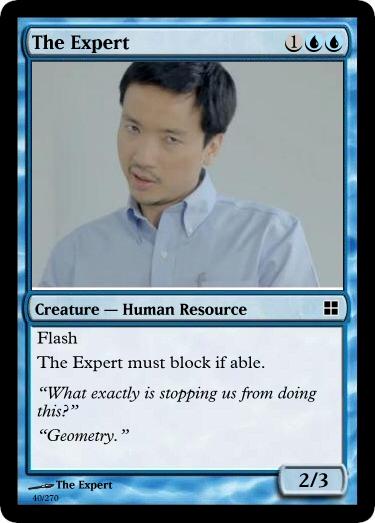 The Expert 1
Creature — Human Resource
Flash
The Expert must block if able.
“What exactly is stopping us from doing
this?”
“Geometry.”
The Expert
40/270
2/3